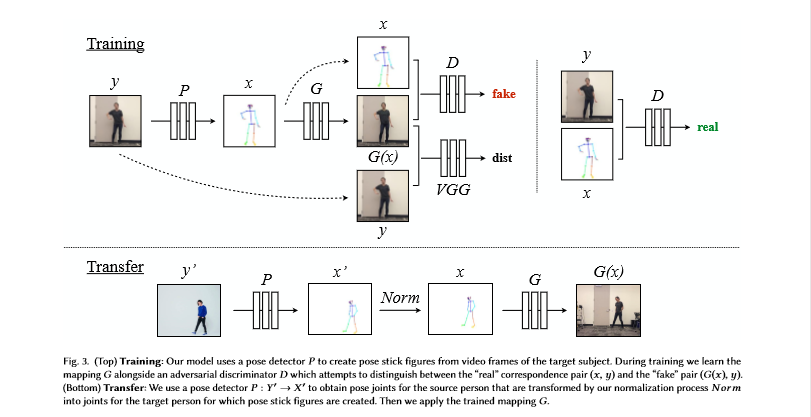 Training
y
P
x
G
x
G(x)
y
D
fake
VGG
dist
y
x
D
real
Transfer
y'
P
x'
Norm
x
G
G(x)
Fig. 3. (Top) Training: Our model uses a pose detector P to create pose stick figures from video frames of the target subject. During training we learn the
mapping G alongside an adversarial discriminator D which attempts to distinguish between the "real" correspondence pair (x, y) and the "fake" pair (G(x), y).
(Bottom) Transfer: We use a pose detector P : Y′ → X′ to obtain pose joints for the source person that are transformed by our normalization process Norm
into joints for the target person for which pose stick figures are created. Then we apply the trained mapping G.